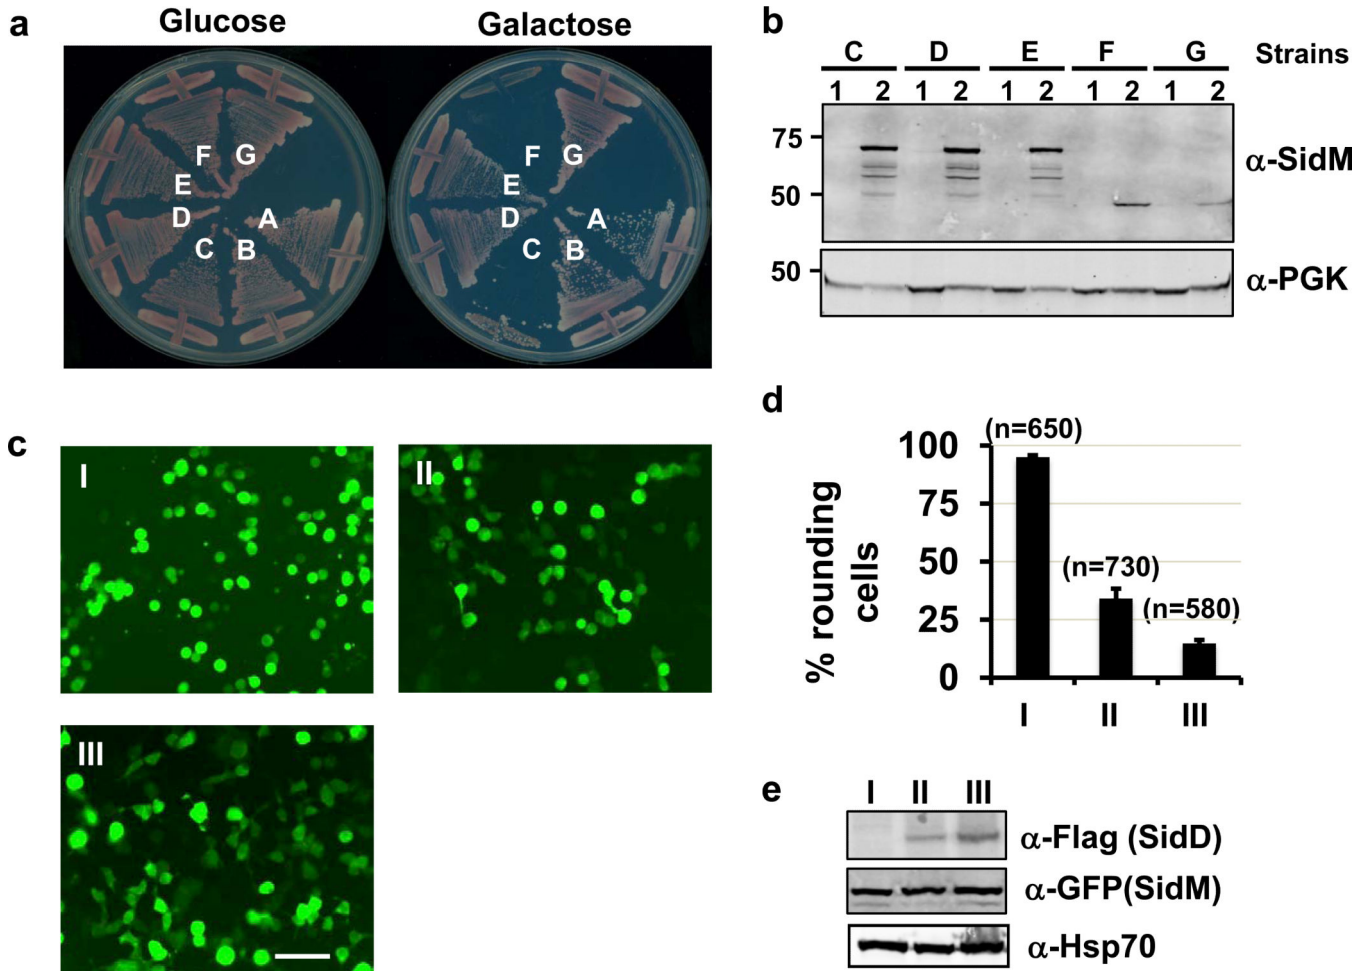 a
Glucose
Galactose
F
G
E
D
A
C
B
F
G
E
D
A
C
B
b
C D E F G Strains
1 2 1 2 1 2 1 2 1 2
75
50
α-SidM
50
α-PGK
c
I
II
III
d
% rounding cells
100
75
50
25
0
(n=650)
(n=730)
(n=580)
I II III
e
I II III
α-Flag (SidD)
α-GFP(SidM)
α-Hsp70